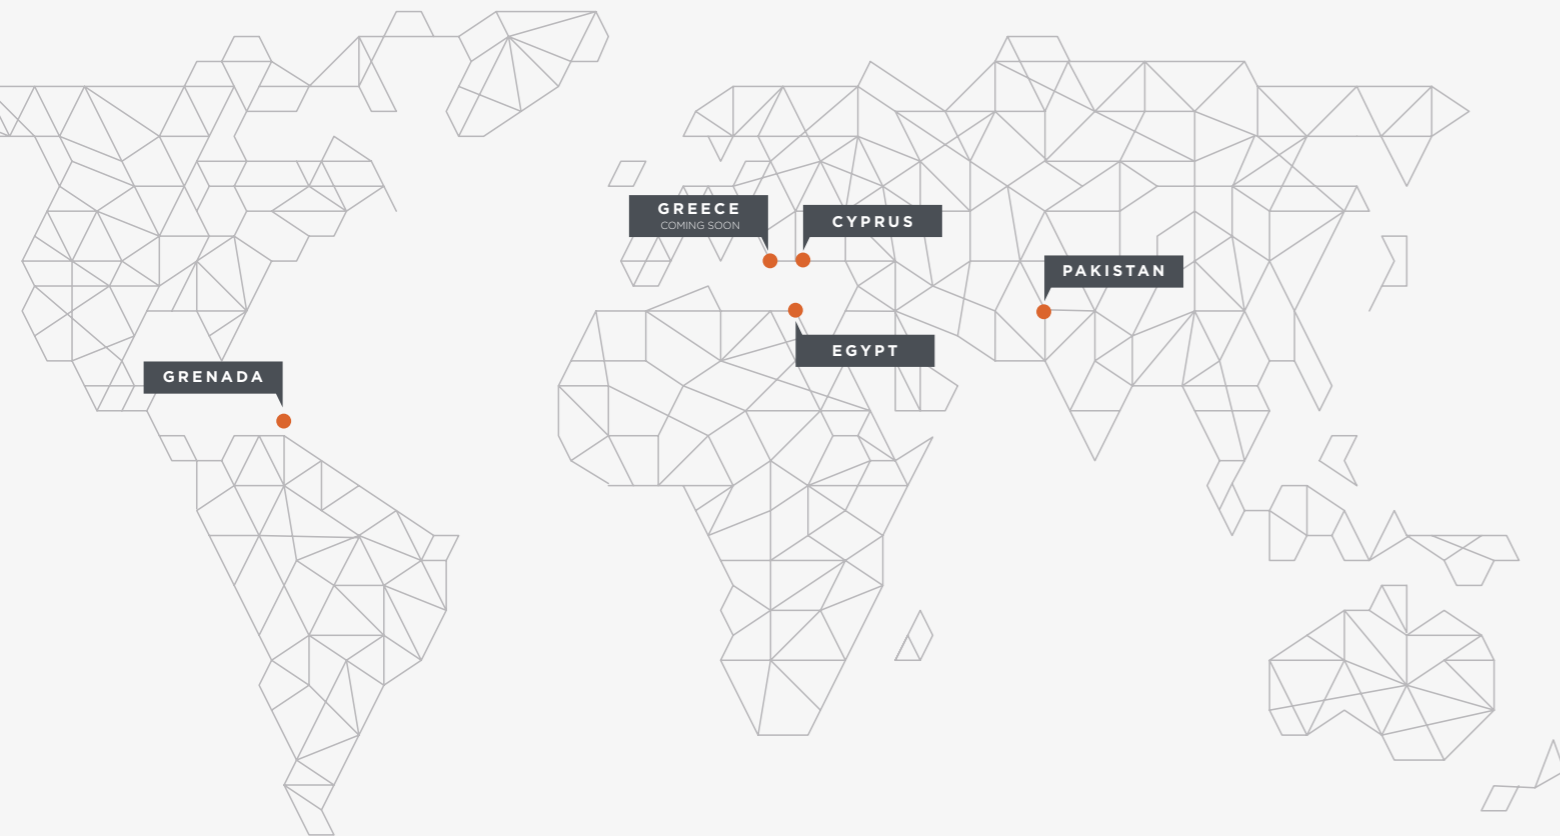 GREECE
COMING SOON
CYPRUS
PAKISTAN
EGYPT
GRENADA